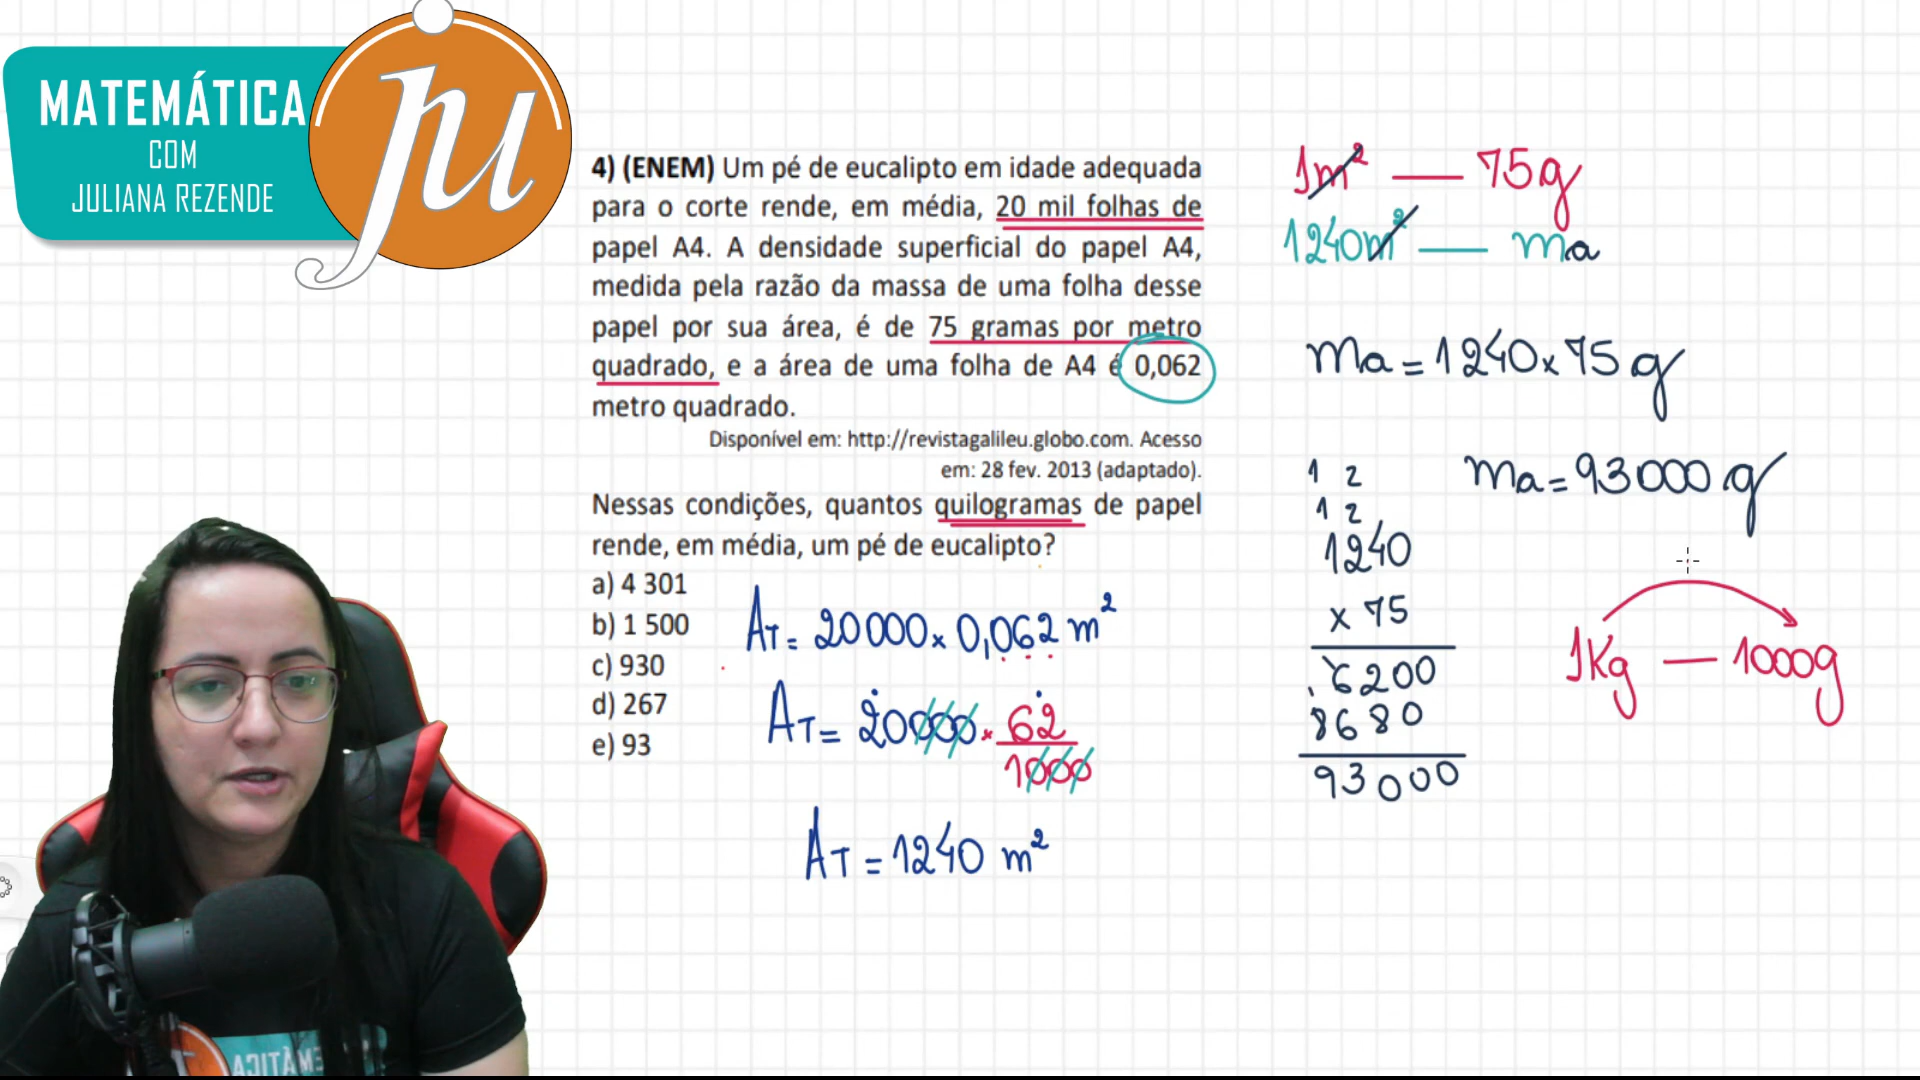 MATEMÁTICA
COM
JULIANA REZENDE
ju
4) (ENEM) Um pé de eucalipto em idade adequada
para o corte rende, em média, 20 mil folhas de
papel A4. A densidade superficial do papel A4,
medida pela razão da massa de uma folha desse
papel por sua área, é de 75 gramas por metro
quadrado, e a área de uma folha de A4 é 0,062
metro quadrado.
Disponível em: http://revistagalileu.globo.com. Acesso
em: 28 fev. 2013 (adaptado).
Nessas condições, quantos quilogramas de papel
rende, em média, um pé de eucalipto?
a) 4 301
b) 1 500
c) 930
d) 267
e) 93
AT = 20000 x 0,062 m²
AT = 20000 . 62
1000
AT = 1240 m²
1m² — 75g
1240m² — ma
ma = 1240 x 75 g
ma = 93000 g
1 2
1 2
1240
x 75
6200
8680
93000
1Kg — 1000g